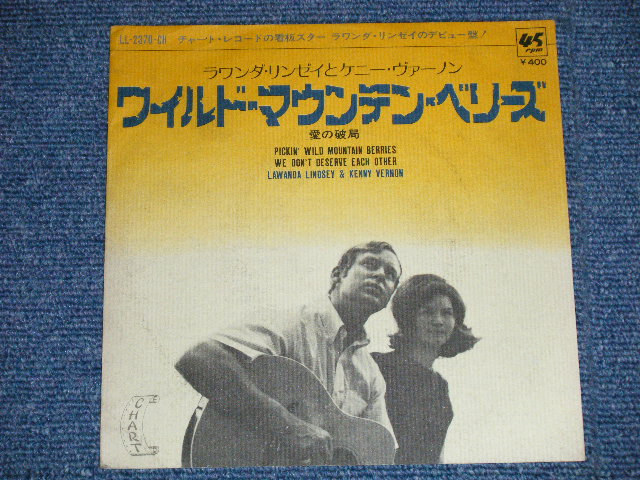 LL-2370-CH チャート・レコードの看板スター ラワンダ・リンゼイのデビュー盤!
45
rpm
¥400
ラワンダ・リンゼイとケニー・ヴァーノン
ワイルド・マウンテン・ベリーズ
愛の破局
PICKIN' WILD MOUNTAIN BERRIES
WE DON'T DESERVE EACH OTHER
LAWANDA LINDSEY & KENNY VERNON
CHART